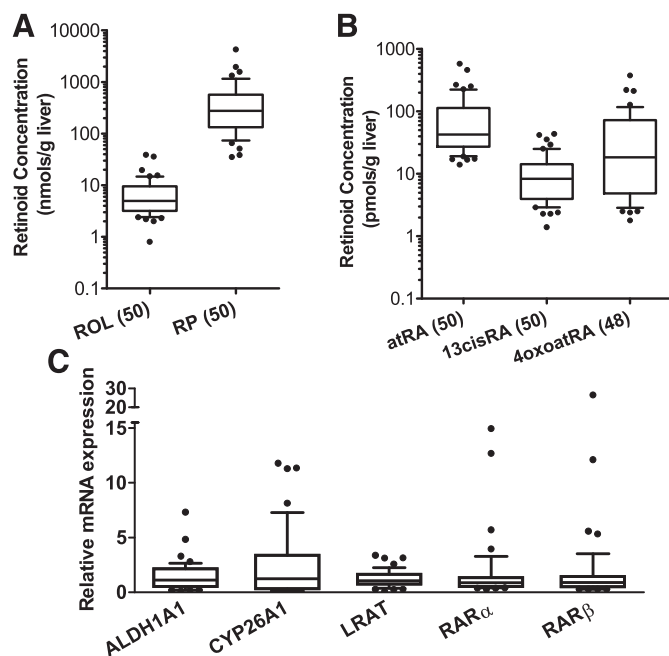 A
Retinoid Concentration
(nmols/g liver)
10000
1000
100
10
1
0.1
ROL (50)
RP (50)
B
Retinoid Concentration
(pmols/g liver)
1000
100
10
1
0.1
atRA (50)
13cisRA (50)
4oxoatRA (48)
C
Relative mRNA expression
30
20
15
10
5
0
ALDH1A1
CYP26A1
LRAT
RARα
RARβ